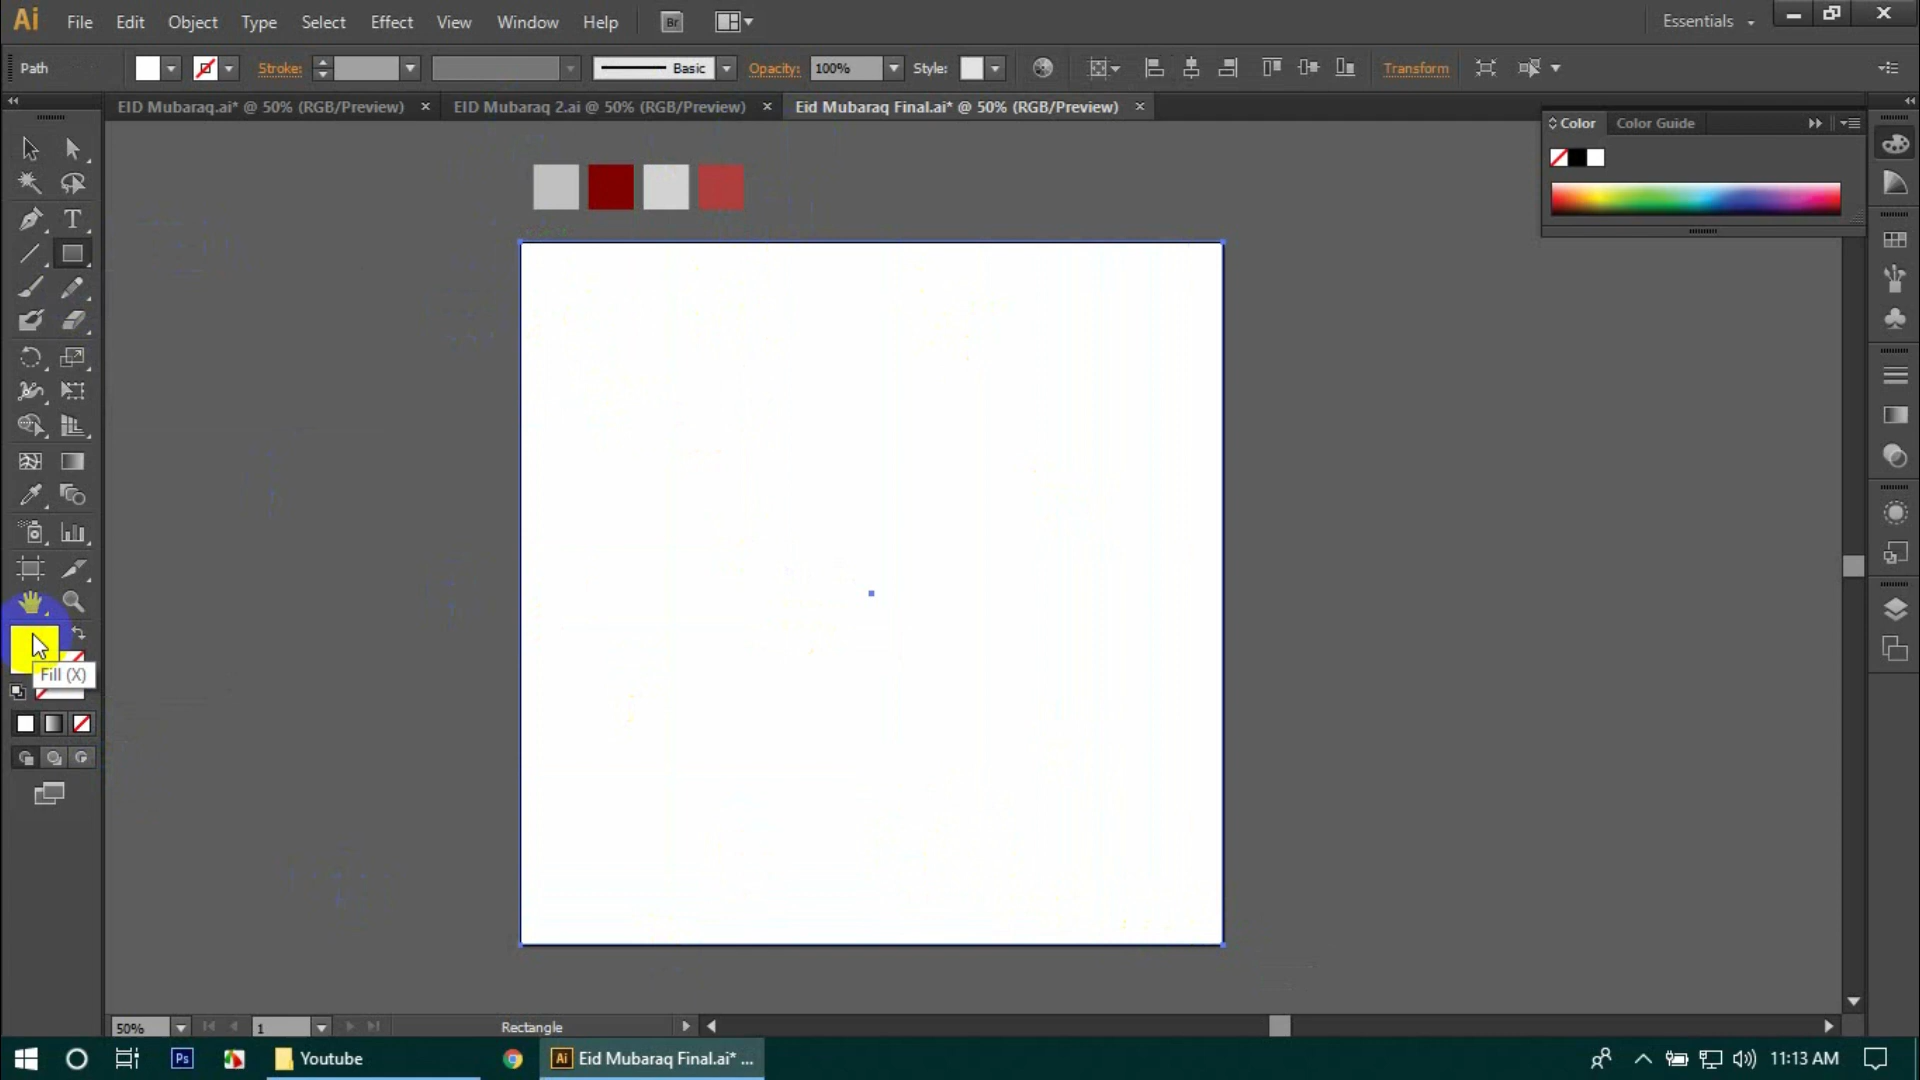 Ai File Edit Object Type Select Effect View Window Help Br Essentials
Path Stroke: Basic Opacity: 100% Style: Transform
EID Mubaraq.ai* @ 50% (RGB/Preview) × EID Mubaraq 2.ai @ 50% (RGB/Preview) × Eid Mubaraq Final.ai* @ 50% (RGB/Preview) ×
Color Color Guide
T
Fill (X)
50% 1 Rectangle
Ps Youtube Ai Eid Mubaraq Final.ai* ... 11:13 AM